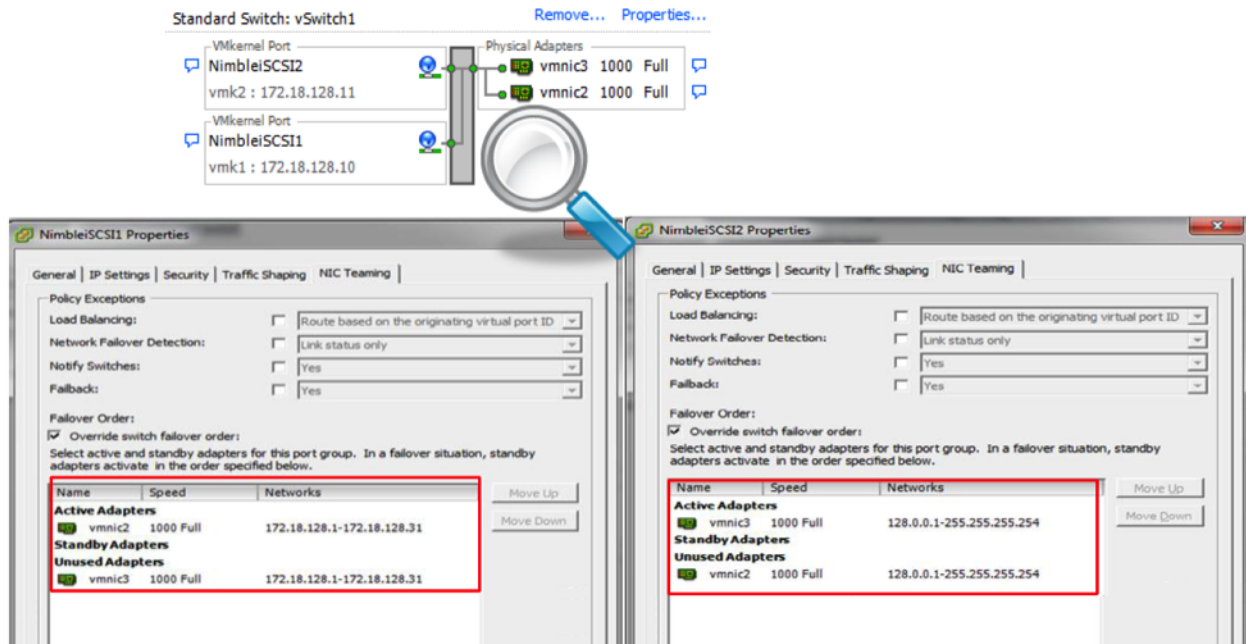 Standard Switch: vSwitch1 Remove... Properties...
VMkernel Port
NimbleiSCSI2
vmk2 : 172.18.128.11
VMkernel Port
NimbleiSCSI1
vmk1 : 172.18.128.10
Physical Adapters
vmnic3 1000 Full
vmnic2 1000 Full
NimbleiSCSI1 Properties
General IP Settings Security Traffic Shaping NIC Teaming
Policy Exceptions
Load Balancing: Route based on the originating virtual port ID
Network Failover Detection: Link status only
Notify Switches: Yes
Failback: Yes
Failover Order:
Override switch failover order:
Select active and standby adapters for this port group. In a failover situation, standby
adapters activate in the order specified below.
Name Speed Networks
Active Adapters
vmnic2 1000 Full 172.18.128.1-172.18.128.31
Standby Adapters
Unused Adapters
vmnic3 1000 Full 172.18.128.1-172.18.128.31
Move Up
Move Down
NimbleiSCSI2 Properties
General IP Settings Security Traffic Shaping NIC Teaming
Policy Exceptions
Load Balancing: Route based on the originating virtual port ID
Network Failover Detection: Link status only
Notify Switches: Yes
Failback: Yes
Failover Order:
Override switch failover order:
Select active and standby adapters for this port group. In a failover situation, standby
adapters activate in the order specified below.
Name Speed Networks
Active Adapters
vmnic3 1000 Full 128.0.0.1-255.255.255.254
Standby Adapters
Unused Adapters
vmnic2 1000 Full 128.0.0.1-255.255.255.254
Move Up
Move Down